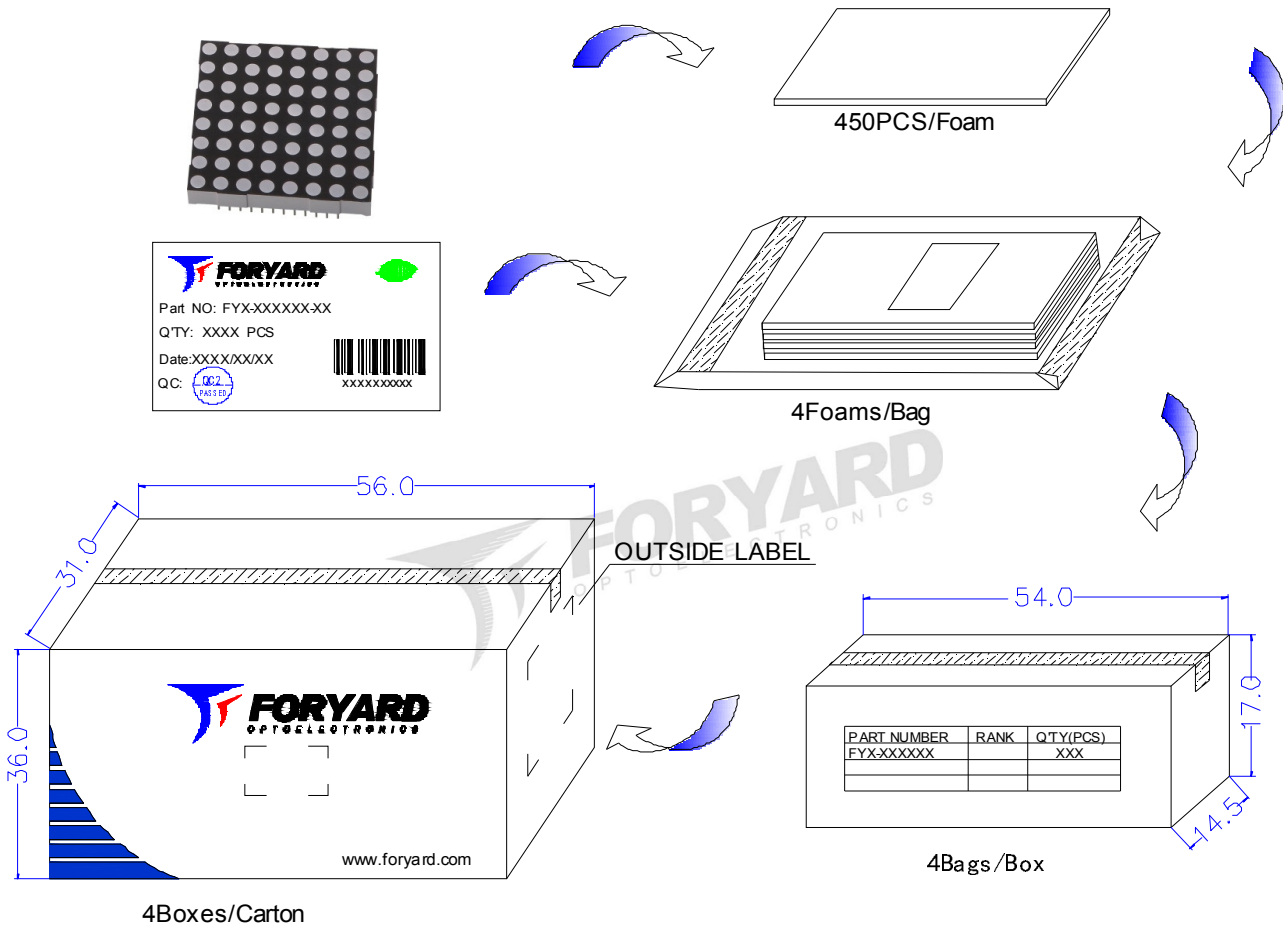 450PCS/Foam
FORYARD
OPTOELECTRONICS
Part NO: FYX-XXXXXX-XX
Q'TY: XXXX PCS
Date:XXXX/XX/XX
QC:
QC2
PASSED
XXXXXXXXXX
4Foams/Bag
FORYARD
OPTOELECTRONICS
56.0
31.0
36.0
OUTSIDE LABEL
FORYARD
OPTOELECTRONICS
www.foryard.com
4Boxes/Carton
54.0
17.0
14.5
PART NUMBER RANK Q'TY(PCS)
FYX-XXXXXX XXX
4Bags/Box